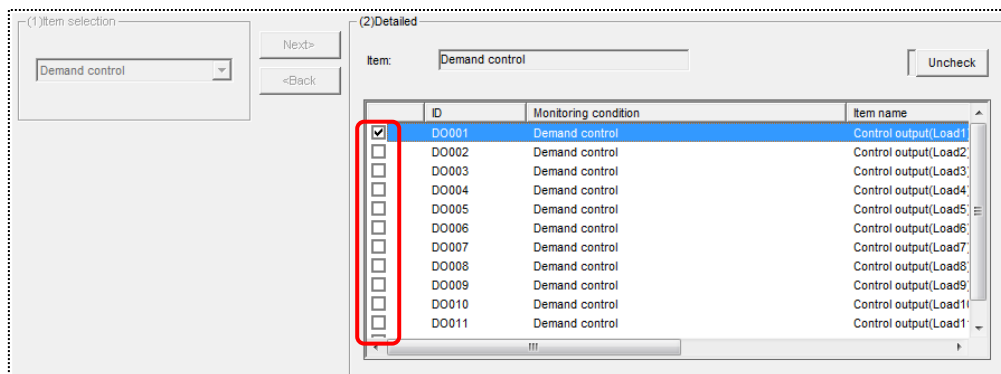 (1)Item selection
Demand control
Next>
<Back
(2)Detailed
Item:
Demand control
Uncheck
ID Monitoring condition Item name
DO001 Demand control Control output(Load1)
DO002 Demand control Control output(Load2)
DO003 Demand control Control output(Load3)
DO004 Demand control Control output(Load4)
DO005 Demand control Control output(Load5)
DO006 Demand control Control output(Load6)
DO007 Demand control Control output(Load7)
DO008 Demand control Control output(Load8)
DO009 Demand control Control output(Load9)
DO010 Demand control Control output(Load1
DO011 Demand control Control output(Load1